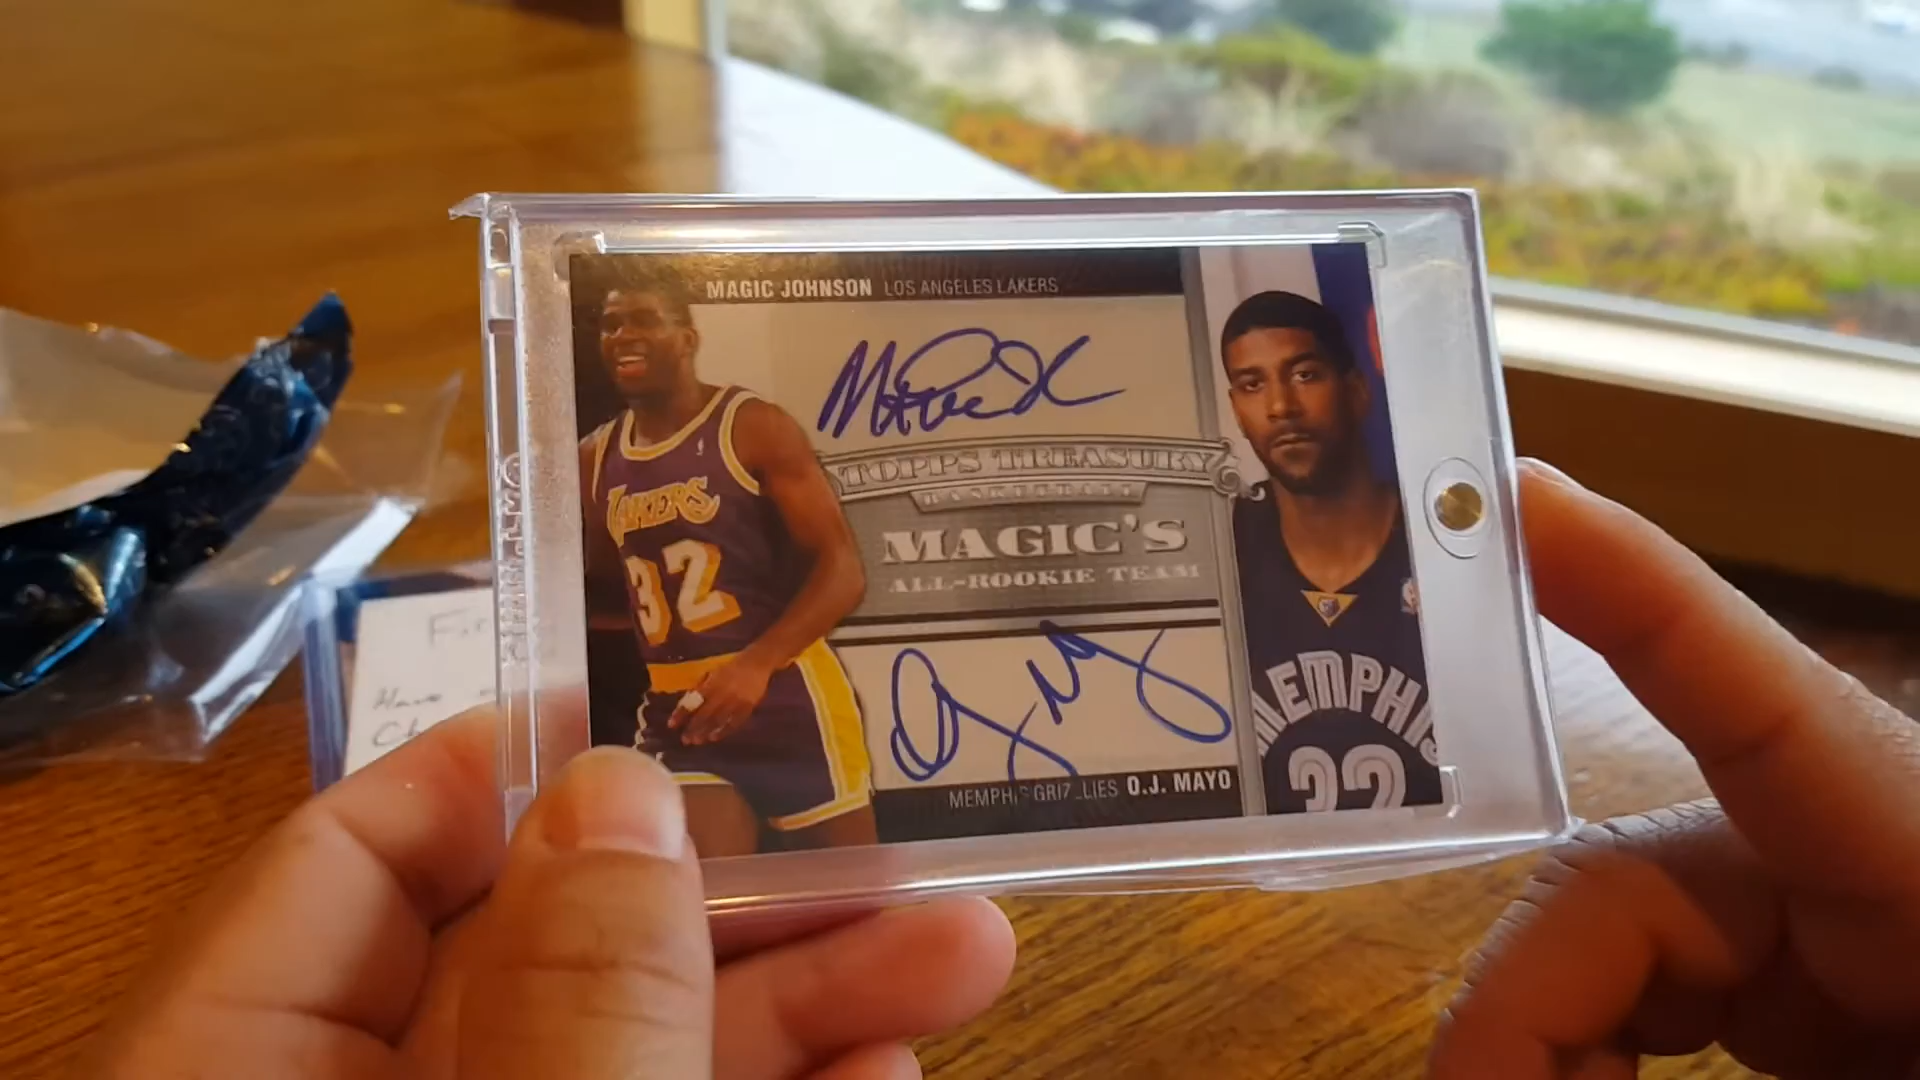 MAGIC JOHNSON LOS ANGELES LAKERS
TOPPS TREASURY
BASKETBALL
MAGIC'S
ALL-ROOKIE TEAM
MEMPHIS GRIZZLIES O.J. MAYO
LAKERS
32
MEMPHIS
32